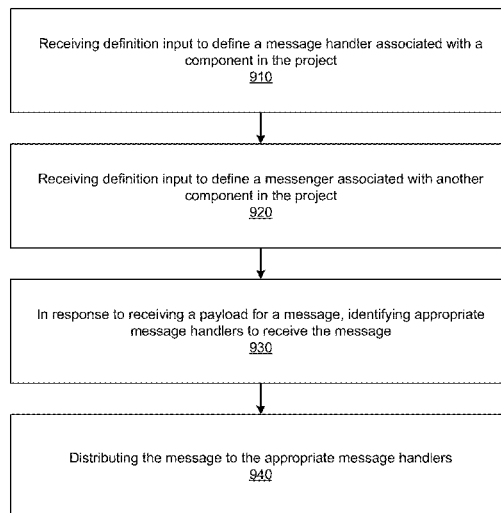 Receiving definition input to define a message handler associated with a
component in the project
910
Receiving definition input to define a messenger associated with another
component in the project
920
In response to receiving a payload for a message, identifying appropriate
message handlers to receive the message
930
Distributing the message to the appropriate message handlers
940